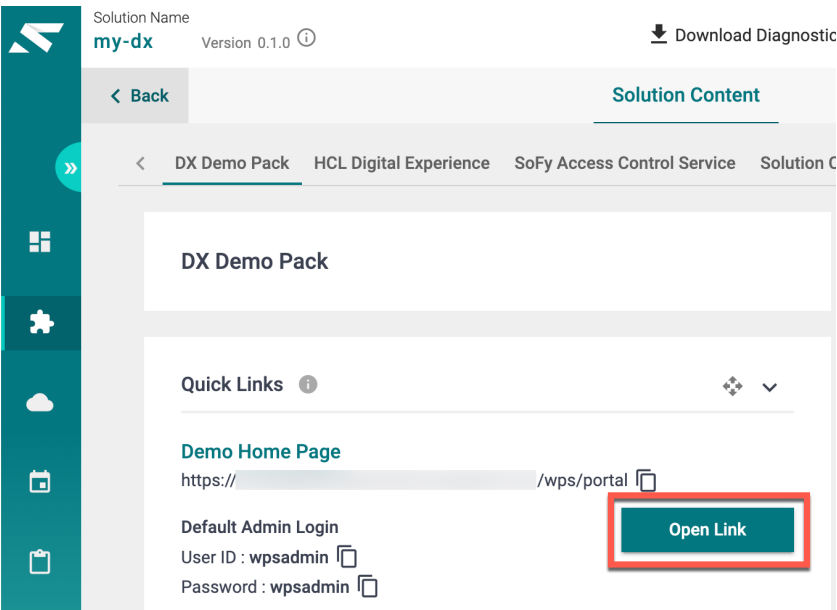 Solution Name
my-dx
Version 0.1.0
Download Diagnostic
Back
Solution Content
DX Demo Pack
HCL Digital Experience
SoFy Access Control Service
Solution C
DX Demo Pack
Quick Links
Demo Home Page
https:// /wps/portal
Default Admin Login
Open Link
User ID : wpsadmin
Password : wpsadmin